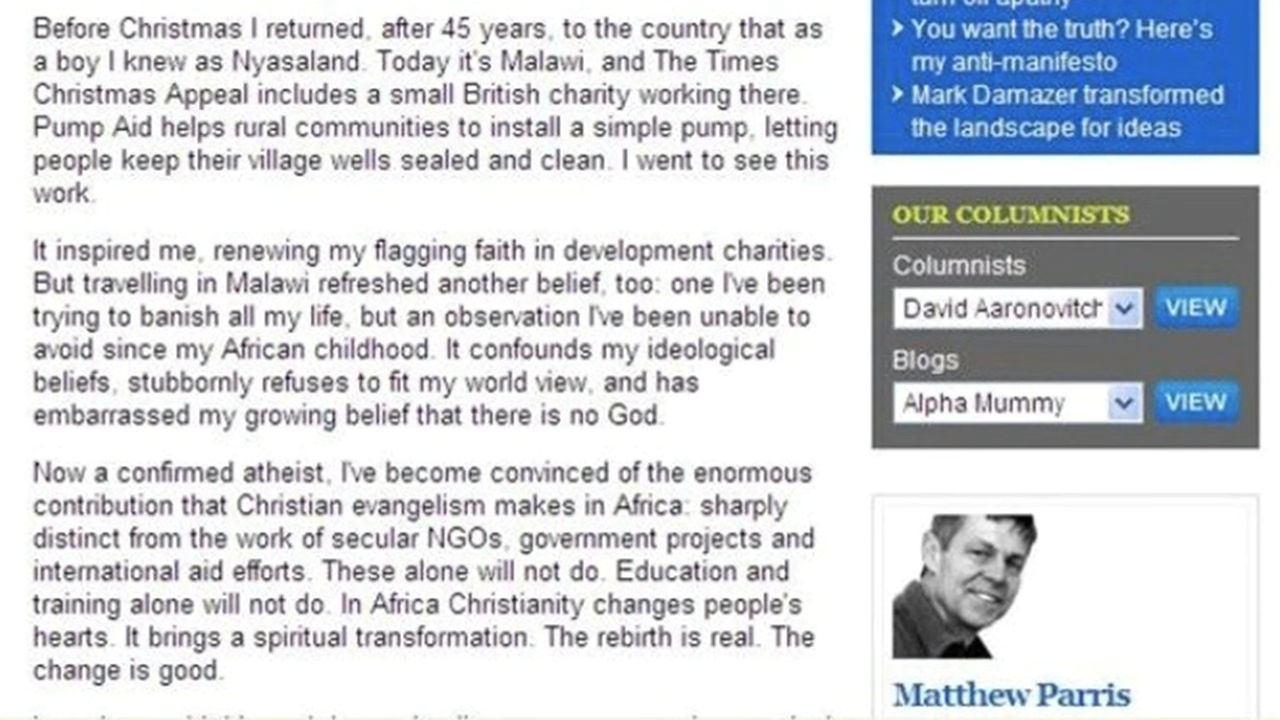 Before Christmas I returned, after 45 years, to the country that as
a boy I knew as Nyasaland. Today it's Malawi, and The Times
Christmas Appeal includes a small British charity working there.
Pump Aid helps rural communities to install a simple pump, letting
people keep their village wells sealed and clean. I went to see this
work.
It inspired me, renewing my flagging faith in development charities.
But travelling in Malawi refreshed another belief, too: one I've been
trying to banish all my life, but an observation I've been unable to
avoid since my African childhood. It confounds my ideological
beliefs, stubbornly refuses to fit my world view, and has
embarrassed my growing belief that there is no God.
Now a confirmed atheist, I've become convinced of the enormous
contribution that Christian evangelism makes in Africa: sharply
distinct from the work of secular NGOs, government projects and
international aid efforts. These alone will not do. Education and
training alone will not do. In Africa Christianity changes people's
hearts. It brings a spiritual transformation. The rebirth is real. The
change is good.
turn off apathy
You want the truth? Here's
my anti-manifesto
Mark Damazer transformed
the landscape for ideas
OUR COLUMNISTS
Columnists
David Aaronovitch
VIEW
Blogs
Alpha Mummy
VIEW
Matthew Parris